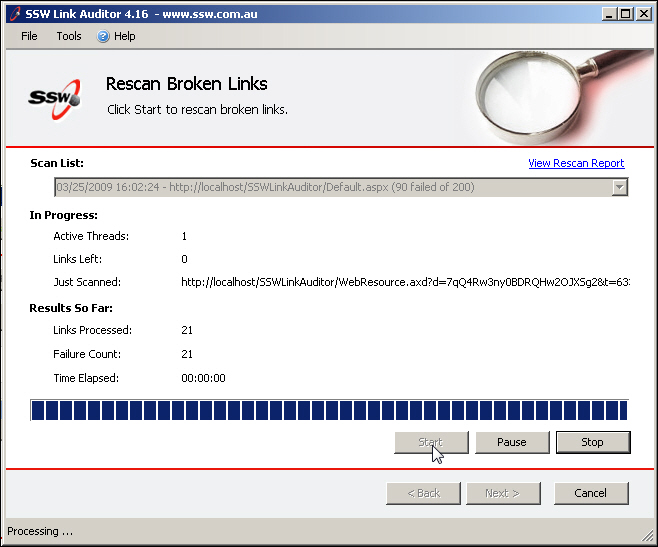 SSW Link Auditor 4.16 - www.ssw.com.au
File Tools Help
SSW
Rescan Broken Links
Click Start to rescan broken links.
Scan List:
View Rescan Report
03/25/2009 16:02:24 - http://localhost/SSWLinkAuditor/Default.aspx (90 failed of 200)
In Progress:
Active Threads: 1
Links Left: 0
Just Scanned: http://localhost/SSWLinkAuditor/WebResource.axd?d=7qQ4Rw3ny0BDRQHw2OJXSg2&t=633
Results So Far:
Links Processed: 21
Failure Count: 21
Time Elapsed: 00:00:00
Start Pause Stop
< Back Next > Cancel
Processing ...